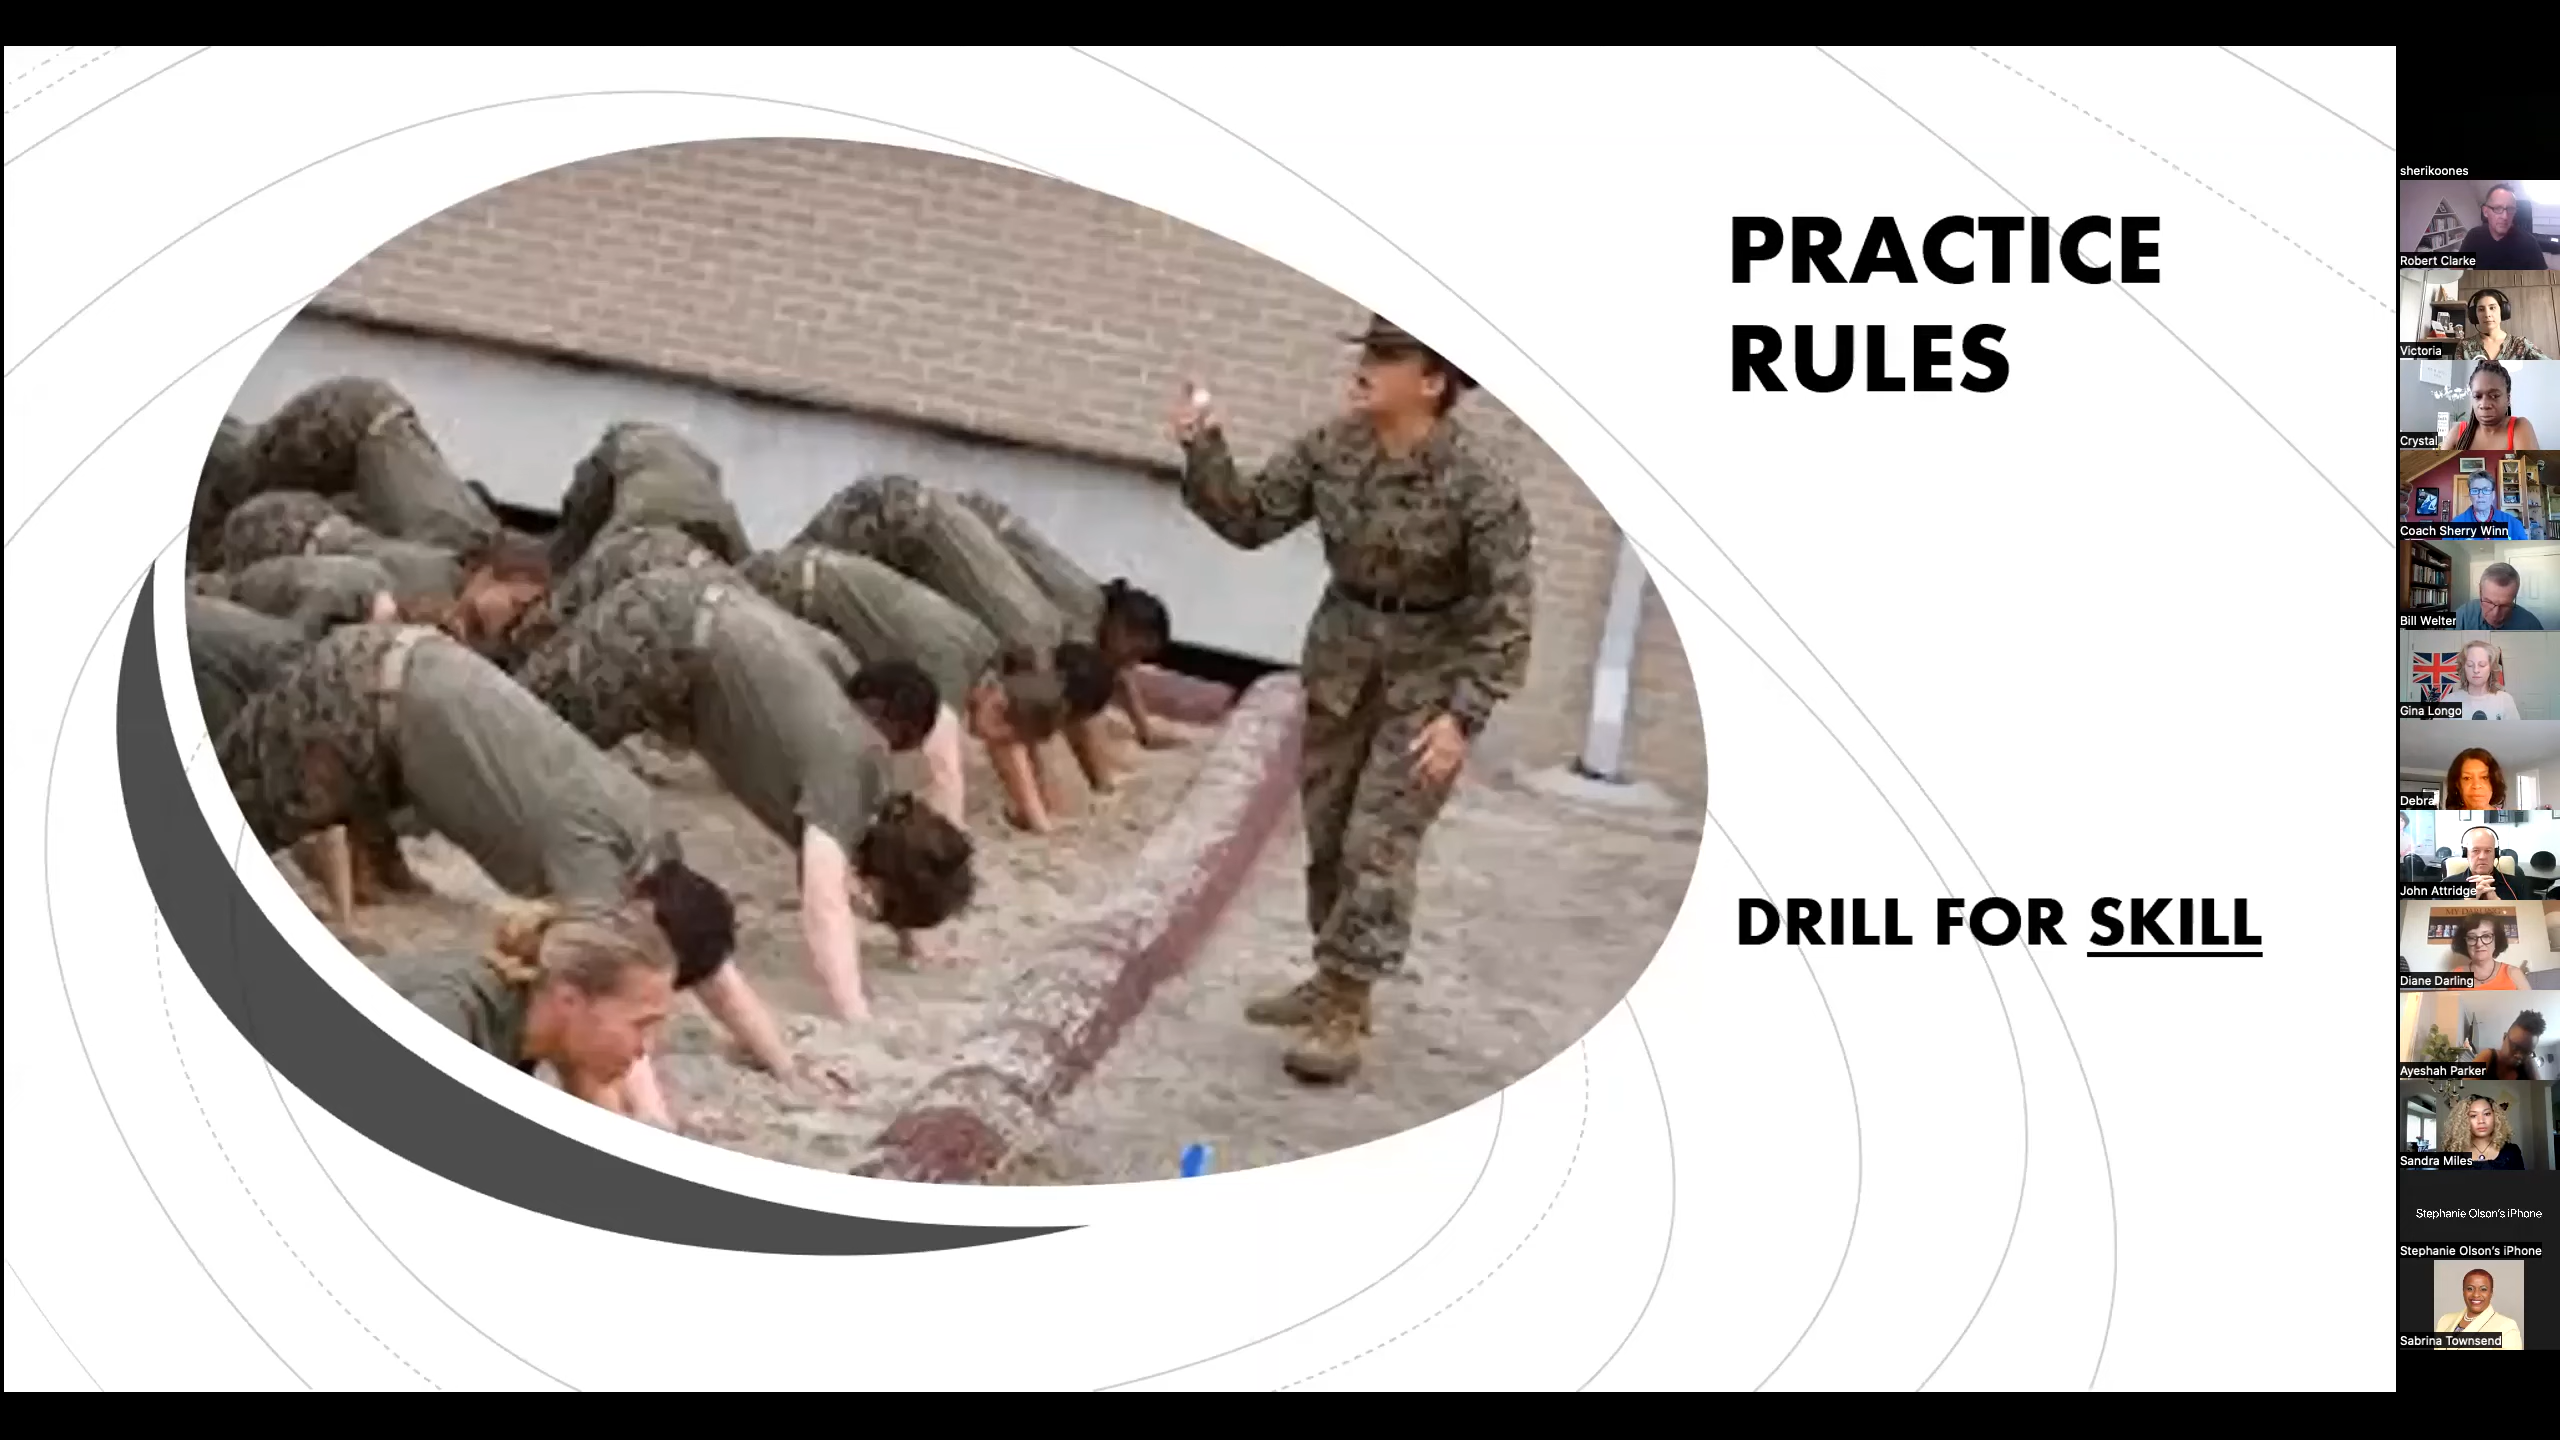 PRACTICE
RULES
DRILL FOR SKILL
sherikoones
Robert Clarke
Victoria
Crystal
Coach Sherry Winn
Bill Welter
Gina Longo
Debra
John Attridge
Diane Darling
Ayeshah Parker
Sandra Miles
Stephanie Olson's iPhone
Stephanie Olson's iPhone
Sabrina Townsend